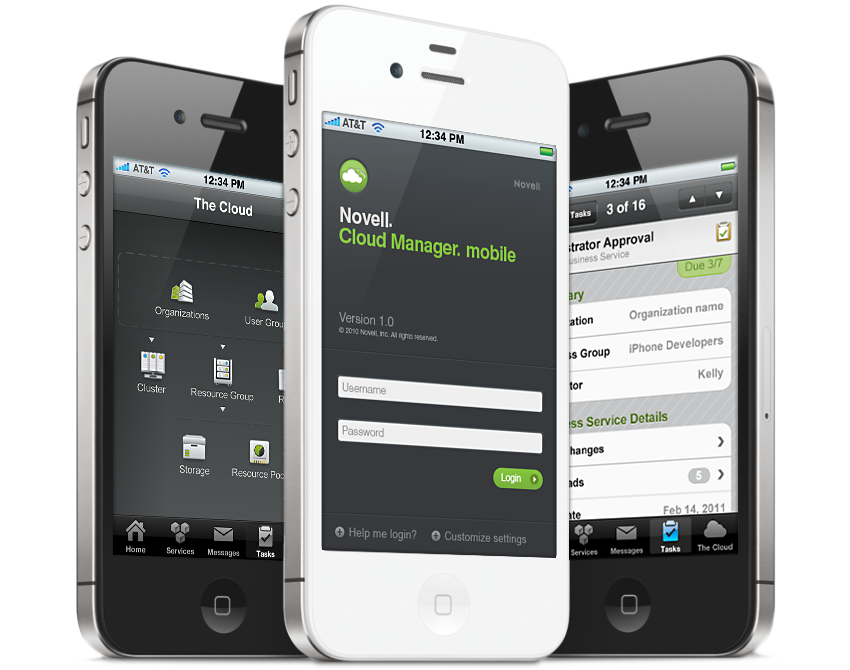 AT&T
12:34 PM
The Cloud
Organizations
User Grou
Cluster
Resource Group
R
Storage
Resource Poo
Home
Services
Messages
Tasks
AT&T
12:34 PM
Novell.
Novell.
Cloud Manager. mobile
Version 1.0
© 2010 Novell, Inc. All rights reserved.
Username
Password
Login
Help me login?
Customize settings
12:34 PM
Tasks
3 of 16
strator Approval
usiness Service
Due 3/7
ary
ation
Organization name
ss Group
iPhone Developers
tor
Kelly
ess Service Details
hanges
ads
5
ate
Feb 14, 2011
Services
Messages
Tasks
The Cloud